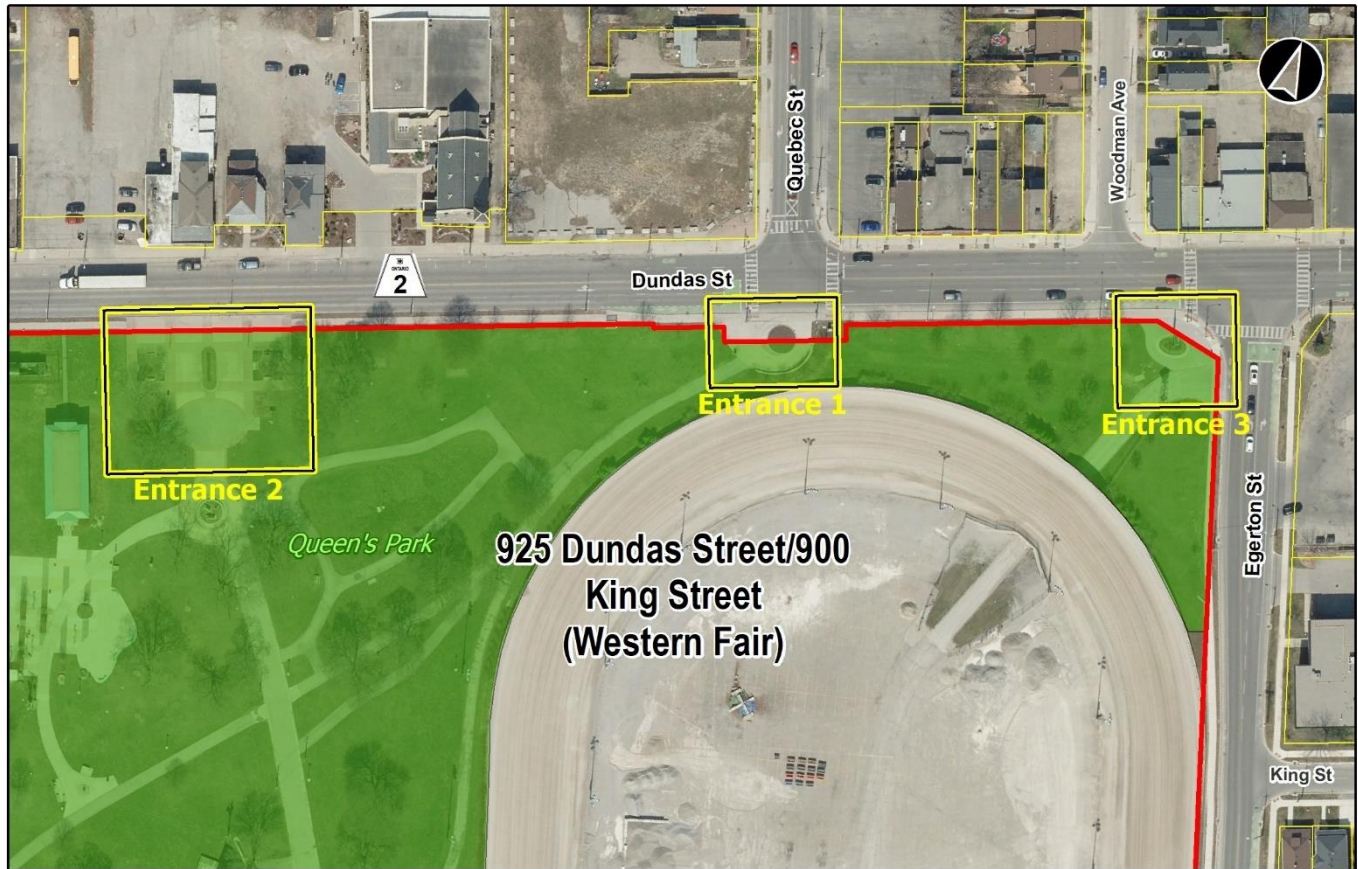 Quebec St
Woodman Ave
ONTARIO
2
Dundas St
Entrance 1
Entrance 3
Entrance 2
Queen's Park
925 Dundas Street/900
King Street
(Western Fair)
Egerton St
King St